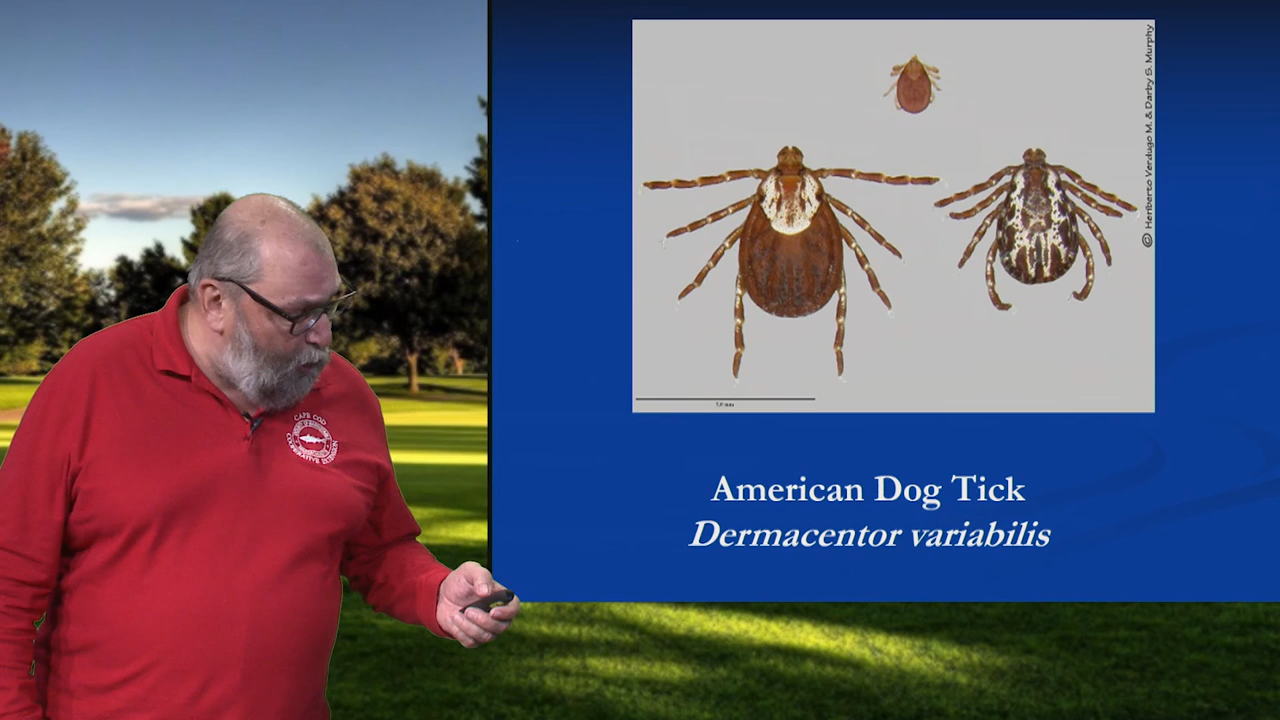 © Heriberto Verdugo M. & Darby S. Murphy
American Dog Tick
Dermacentor variabilis
CAPE COD
COOPERATIVE EXTENSION